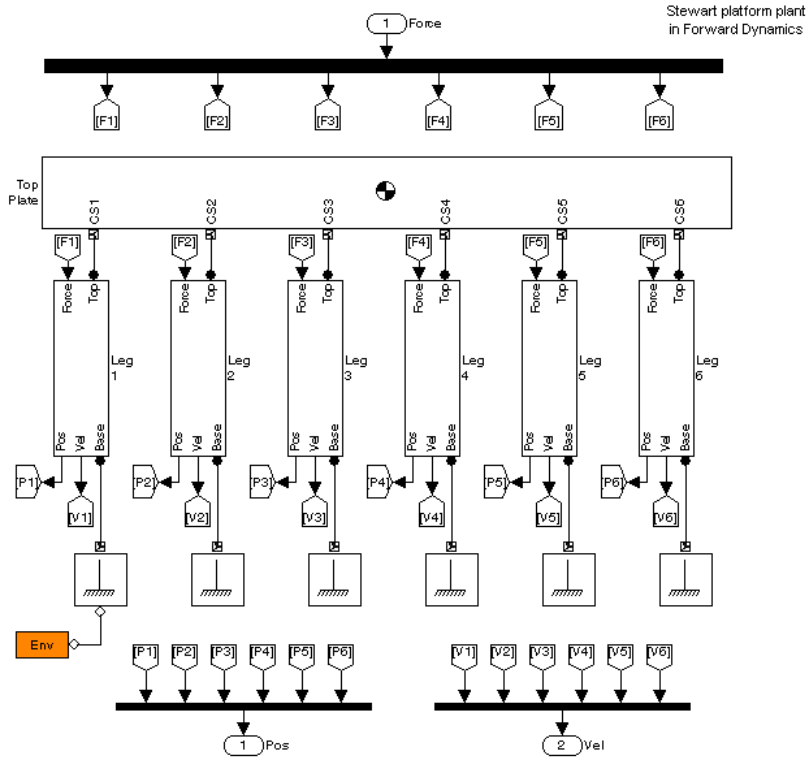 Stewart platform plant
in Forward Dynamics
1 Force
[F1] [F2] [F3] [F4] [F5] [F6]
Top
Plate
CS1 CS2 CS3 CS4 CS5 CS6
[F1] [F2] [F3] [F4] [F5] [F6]
Force Top Force Top Force Top Force Top Force Top Force Top
Leg Leg Leg Leg Leg Leg
1 2 3 4 5 6
Pos Vel Base Pos Vel Base Pos Vel Base Pos Vel Base Pos Vel Base Pos Vel Base
[P1] [P2] [P3] [P4] [P5] [P6]
[V1] [V2] [V3] [V4] [V5] [V6]
Env
[P1] [P2] [P3] [P4] [P5] [P6] [V1] [V2] [V3] [V4] [V5] [V6]
1 Pos 2 Vel